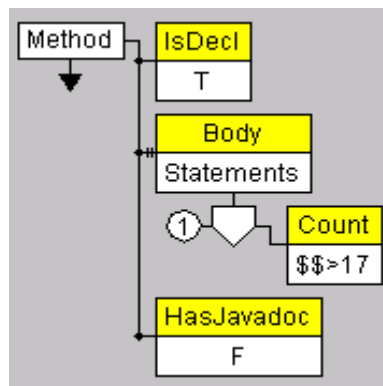 Method
IsDecl
T
Body
Statements
1
Count
$$>17
HasJavadoc
F